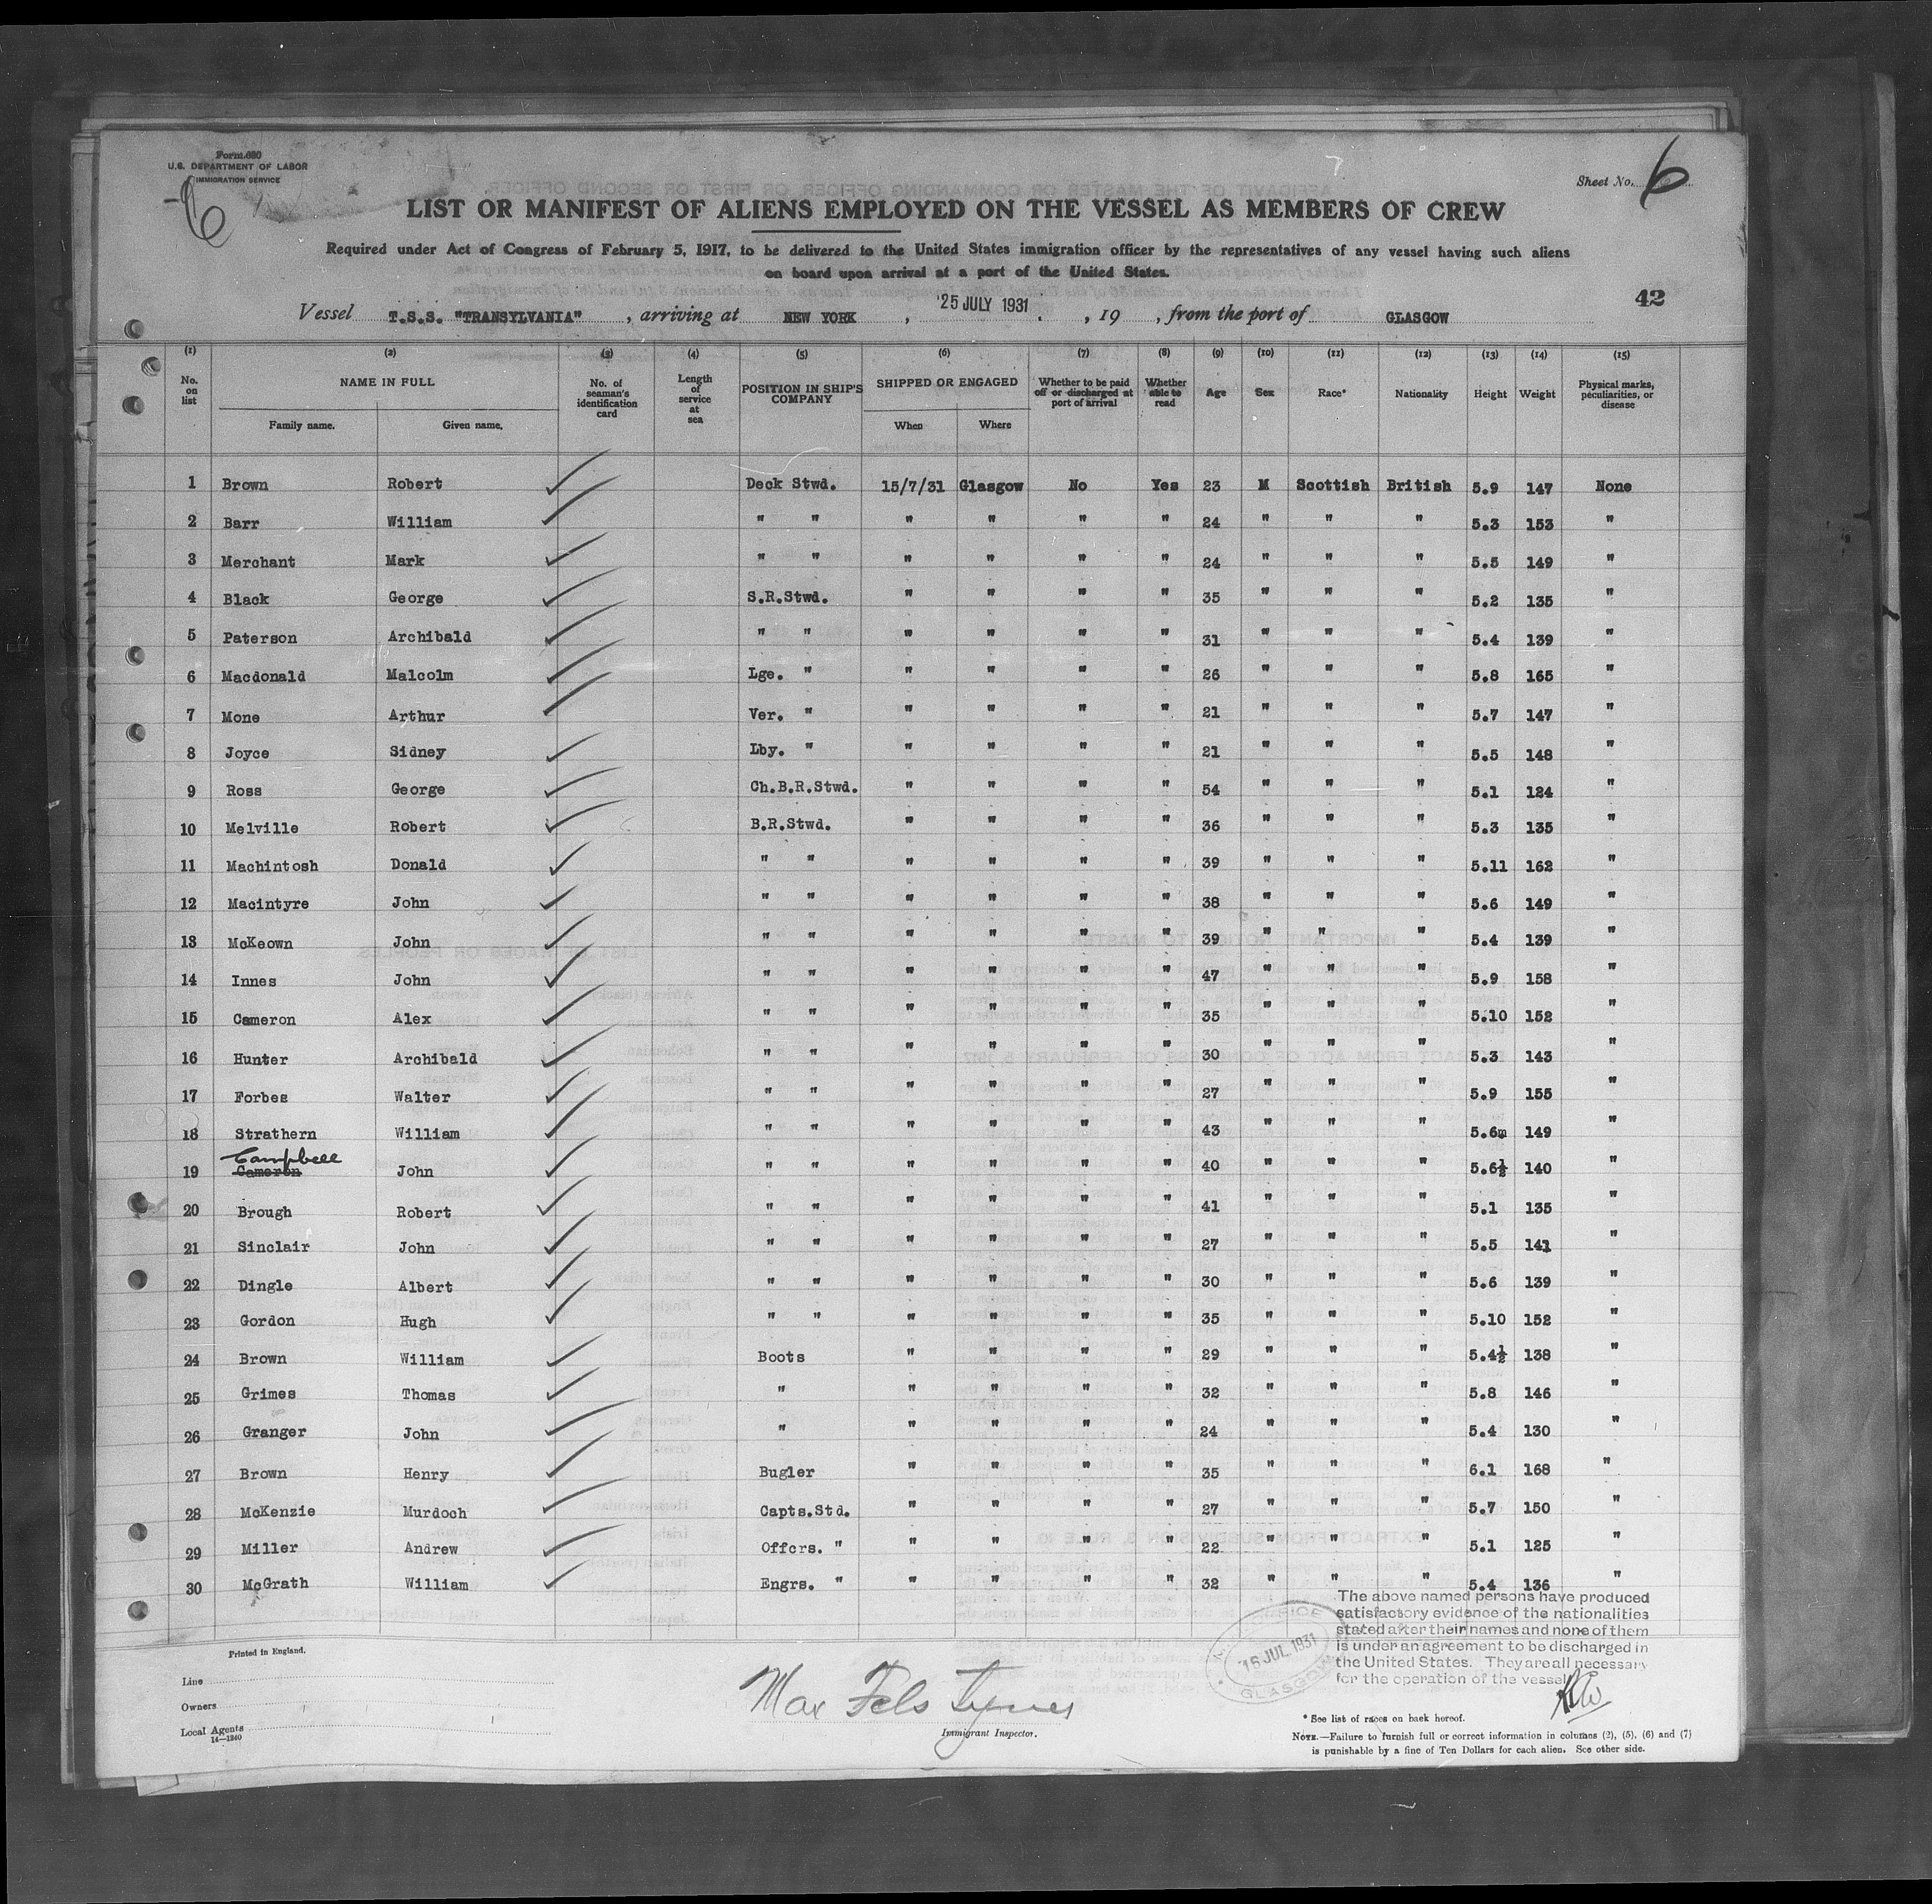 Form 680
U.S. DEPARTMENT OF LABOR
IMMIGRATION SERVICE
6
Sheet No. 6
LIST OR MANIFEST OF ALIENS EMPLOYED ON THE VESSEL AS MEMBERS OF CREW
Required under Act of Congress of February 5, 1917, to be delivered to the United States immigration officer by the representatives of any vessel having such aliens
on board upon arrival at a port of the United States.
42
Vessel T.S.S. "TRANSYLVANIA", arriving at NEW YORK, 25 JULY 1931, 19 , from the port of GLASGOW
(1) (2) (3) (4) (5) (6) (7) (8) (9) (10) (11) (12) (13) (14) (15)
No. on list NAME IN FULL Family name. Given name. No. of seaman's identification card Length of service at sea POSITION IN SHIP'S COMPANY SHIPPED OR ENGAGED When Where Whether to be paid off or discharged at port of arrival Whether able to read Age Sex Race* Nationality Height Weight Physical marks, peculiarities, or disease
1 Brown Robert Deck Stwd. 15/7/31 Glasgow No Yes 23 M Scottish British 5.9 147 None
2 Barr William " " " " " " 24 " " " 5.3 153 "
3 Merchant Mark " " " " " " 24 " " " 5.5 149 "
4 Black George S.R.Stwd. " " " " 35 " " " 5.2 135 "
5 Paterson Archibald " " " " " " 31 " " " 5.4 139 "
6 Macdonald Malcolm Lge. " " " " " 26 " " " 5.8 165 "
7 Mone Arthur Ver. " " " " " 21 " " " 5.7 147 "
8 Joyce Sidney Lby. " " " " " 21 " " " 5.5 148 "
9 Ross George Ch.B.R.Stwd. " " " " 54 " " " 5.1 124 "
10 Melville Robert B.R.Stwd. " " " " 36 " " " 5.3 135 "
11 Machintosh Donald " " " " " " 39 " " " 5.11 162 "
12 Macintyre John " " " " " " 38 " " " 5.6 149 "
13 McKeown John " " " " " " 39 " " " 5.4 139 "
14 Innes John " " " " " " 47 " " " 5.9 158 "
15 Cameron Alex " " " " " " 35 " " " 5.10 152 "
16 Hunter Archibald " " " " " " 30 " " " 5.3 143 "
17 Forbes Walter " " " " " " 27 " " " 5.9 155 "
18 Strathern William " " " " " " 43 " " " 5.6m 149 "
Campbell
19 Cameron John " " " " " " 40 " " " 5.6½ 140 "
20 Brough Robert " " " " " " 41 " " " 5.1 135 "
21 Sinclair John " " " " " " 27 " " " 5.5 141 "
22 Dingle Albert " " " " " " 30 " " " 5.6 139 "
23 Gordon Hugh " " " " " " 35 " " " 5.10 152 "
24 Brown William Boots " " " " 29 " " " 5.4½ 138 "
25 Grimes Thomas " " " " " 32 " " " 5.8 146 "
26 Granger John " " " " " 24 " " " 5.4 130 "
27 Brown Henry Bugler " " " " 35 " " " 6.1 168 "
28 McKenzie Murdoch Capts.Std. " " " " 27 " " " 5.7 150 "
29 Miller Andrew Offcrs. " " " " " 22 " " " 5.1 125 "
30 McGrath William Engrs. " " " " " 32 " " " 5.4 136 "
The above named persons have produced
satisfactory evidence of the nationalities
stated after their names and none of them
is under an agreement to be discharged in
the United States. They are all necessary
for the operation of the vessel
16 JUL 1931
GLASGOW
Printed in England.
Line
Owners
Local Agents
14—1240
Max Fels
Immigrant Inspector.
* See list of races on back hereof.
NOTE.—Failure to furnish full or correct information in columns (2), (5), (6) and (7)
is punishable by a fine of Ten Dollars for each alien. See other side.